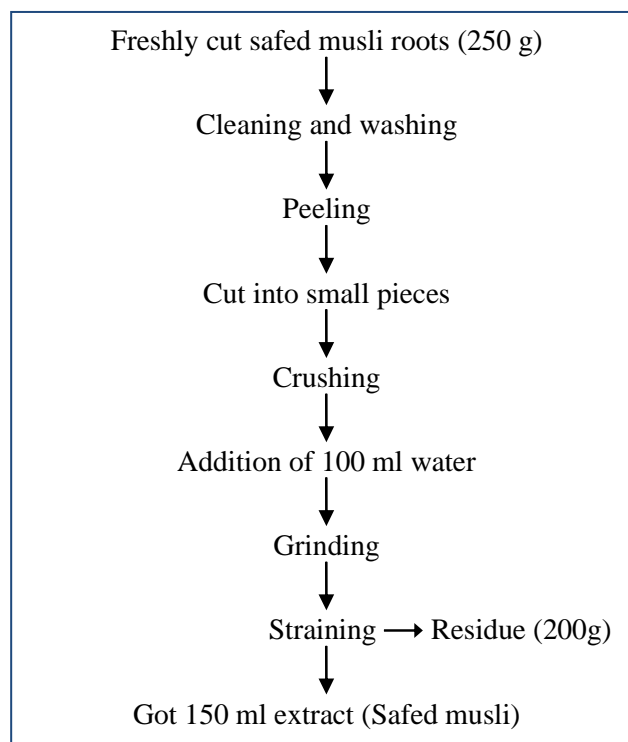 Freshly cut safed musli roots (250 g)
Cleaning and washing
Peeling
Cut into small pieces
Crushing
Addition of 100 ml water
Grinding
Straining → Residue (200g)
Got 150 ml extract (Safed musli)